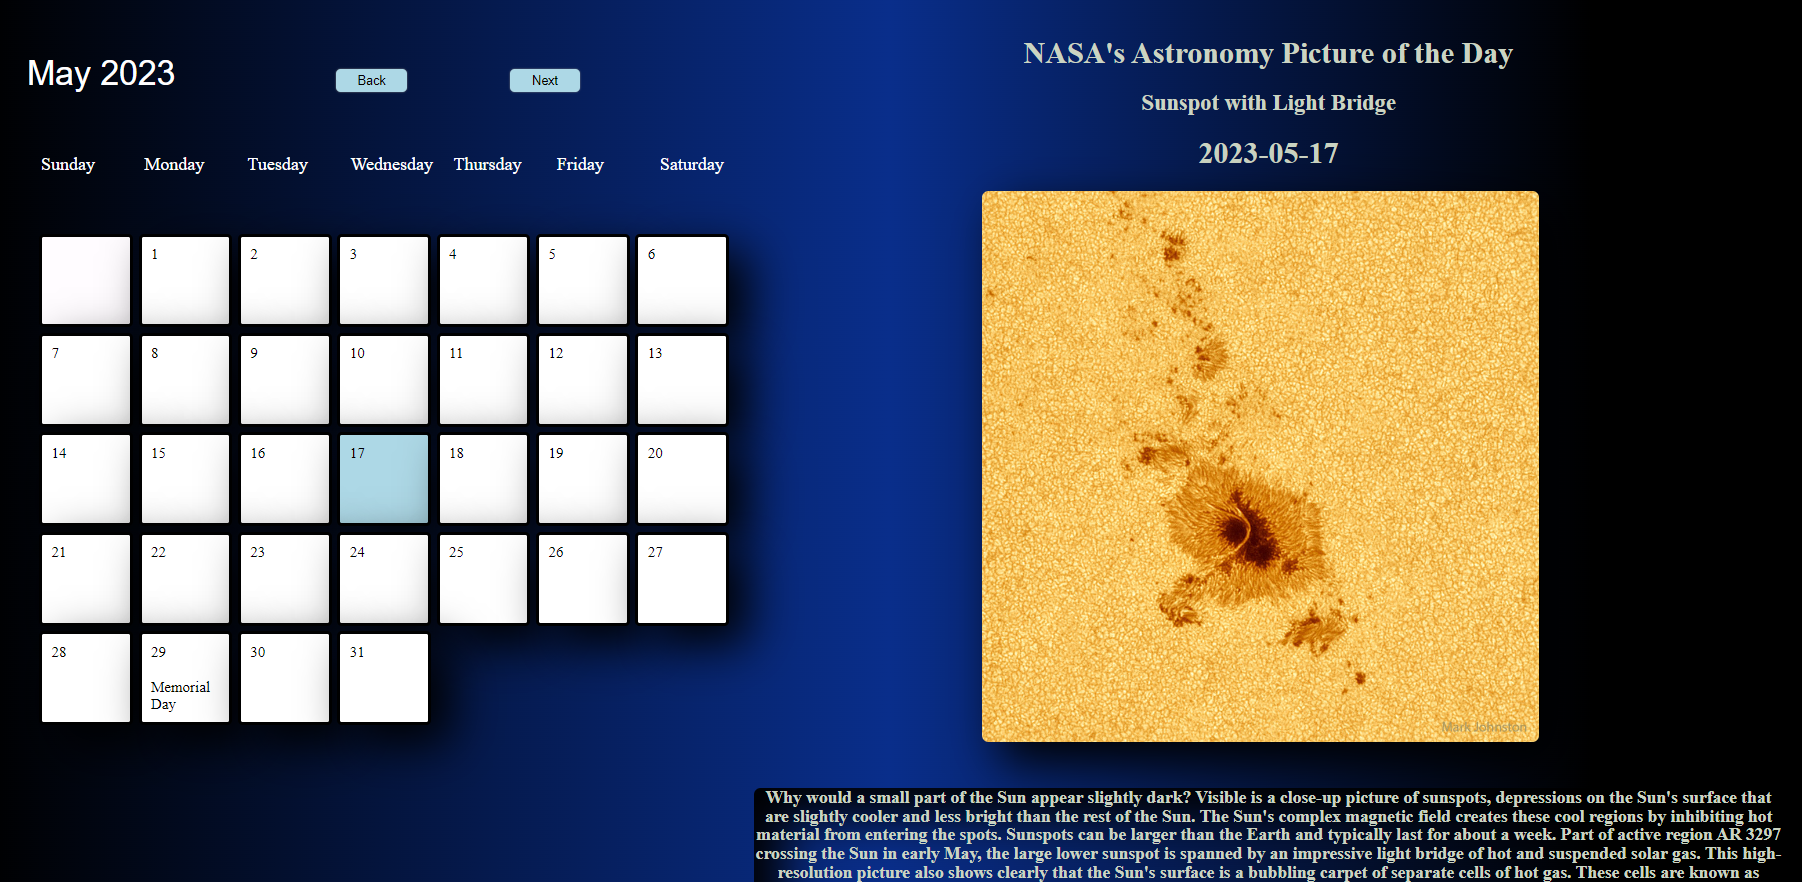 May 2023
Back
Next
Sunday Monday Tuesday Wednesday Thursday Friday Saturday
1 2 3 4 5 6
7 8 9 10 11 12 13
14 15 16 17 18 19 20
21 22 23 24 25 26 27
28 29 30 31
Memorial
Day
NASA's Astronomy Picture of the Day
Sunspot with Light Bridge
2023-05-17
Mark Johnston
Why would a small part of the Sun appear slightly dark? Visible is a close-up picture of sunspots, depressions on the Sun's surface that
are slightly cooler and less bright than the rest of the Sun. The Sun's complex magnetic field creates these cool regions by inhibiting hot
material from entering the spots. Sunspots can be larger than the Earth and typically last for about a week. Part of active region AR 3297
crossing the Sun in early May, the large lower sunspot is spanned by an impressive light bridge of hot and suspended solar gas. This high-
resolution picture also shows clearly that the Sun's surface is a bubbling carpet of separate cells of hot gas. These cells are known as